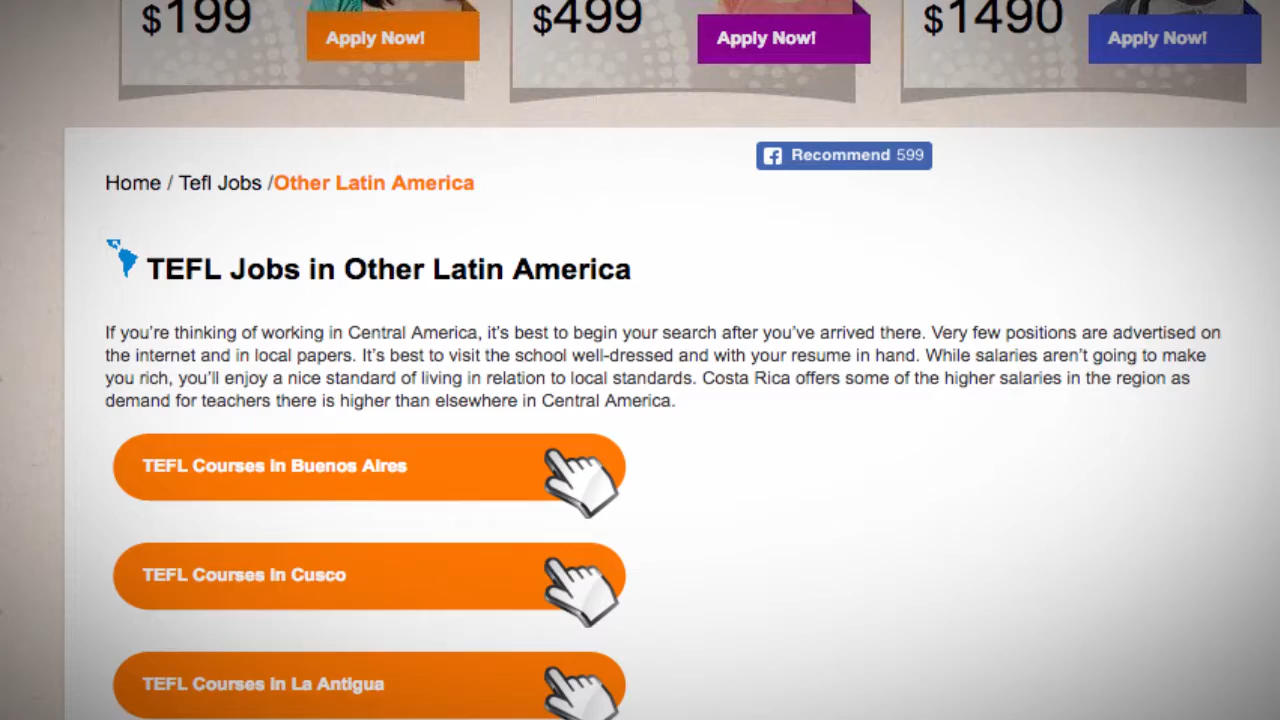 $199
Apply Now!
$499
Apply Now!
$1490
Apply Now!
Recommend 599
Home / Tefl Jobs /Other Latin America
TEFL Jobs in Other Latin America
If you're thinking of working in Central America, it's best to begin your search after you've arrived there. Very few positions are advertised on
the internet and in local papers. It's best to visit the school well-dressed and with your resume in hand. While salaries aren't going to make
you rich, you'll enjoy a nice standard of living in relation to local standards. Costa Rica offers some of the higher salaries in the region as
demand for teachers there is higher than elsewhere in Central America.
TEFL Courses in Buenos Aires
TEFL Courses in Cusco
TEFL Courses in La Antigua